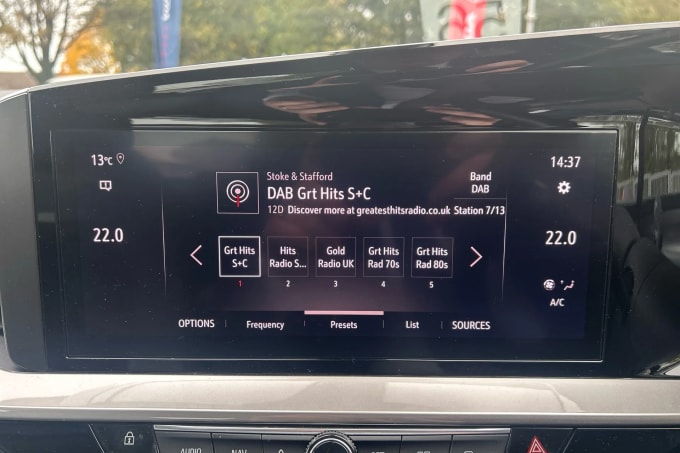 13°C
14:37
Stoke & Stafford
DAB Grt Hits S+C
Band
DAB
12D Discover more at greatesthitsradio.co.uk Station 7/13
22.0
22.0
Grt Hits
S+C
Hits
Radio S...
Gold
Radio UK
Grt Hits
Rad 70s
Grt Hits
Rad 80s
1
2
3
4
5
A/C
OPTIONS
Frequency
Presets
List
SOURCES
AUDIO
NAV